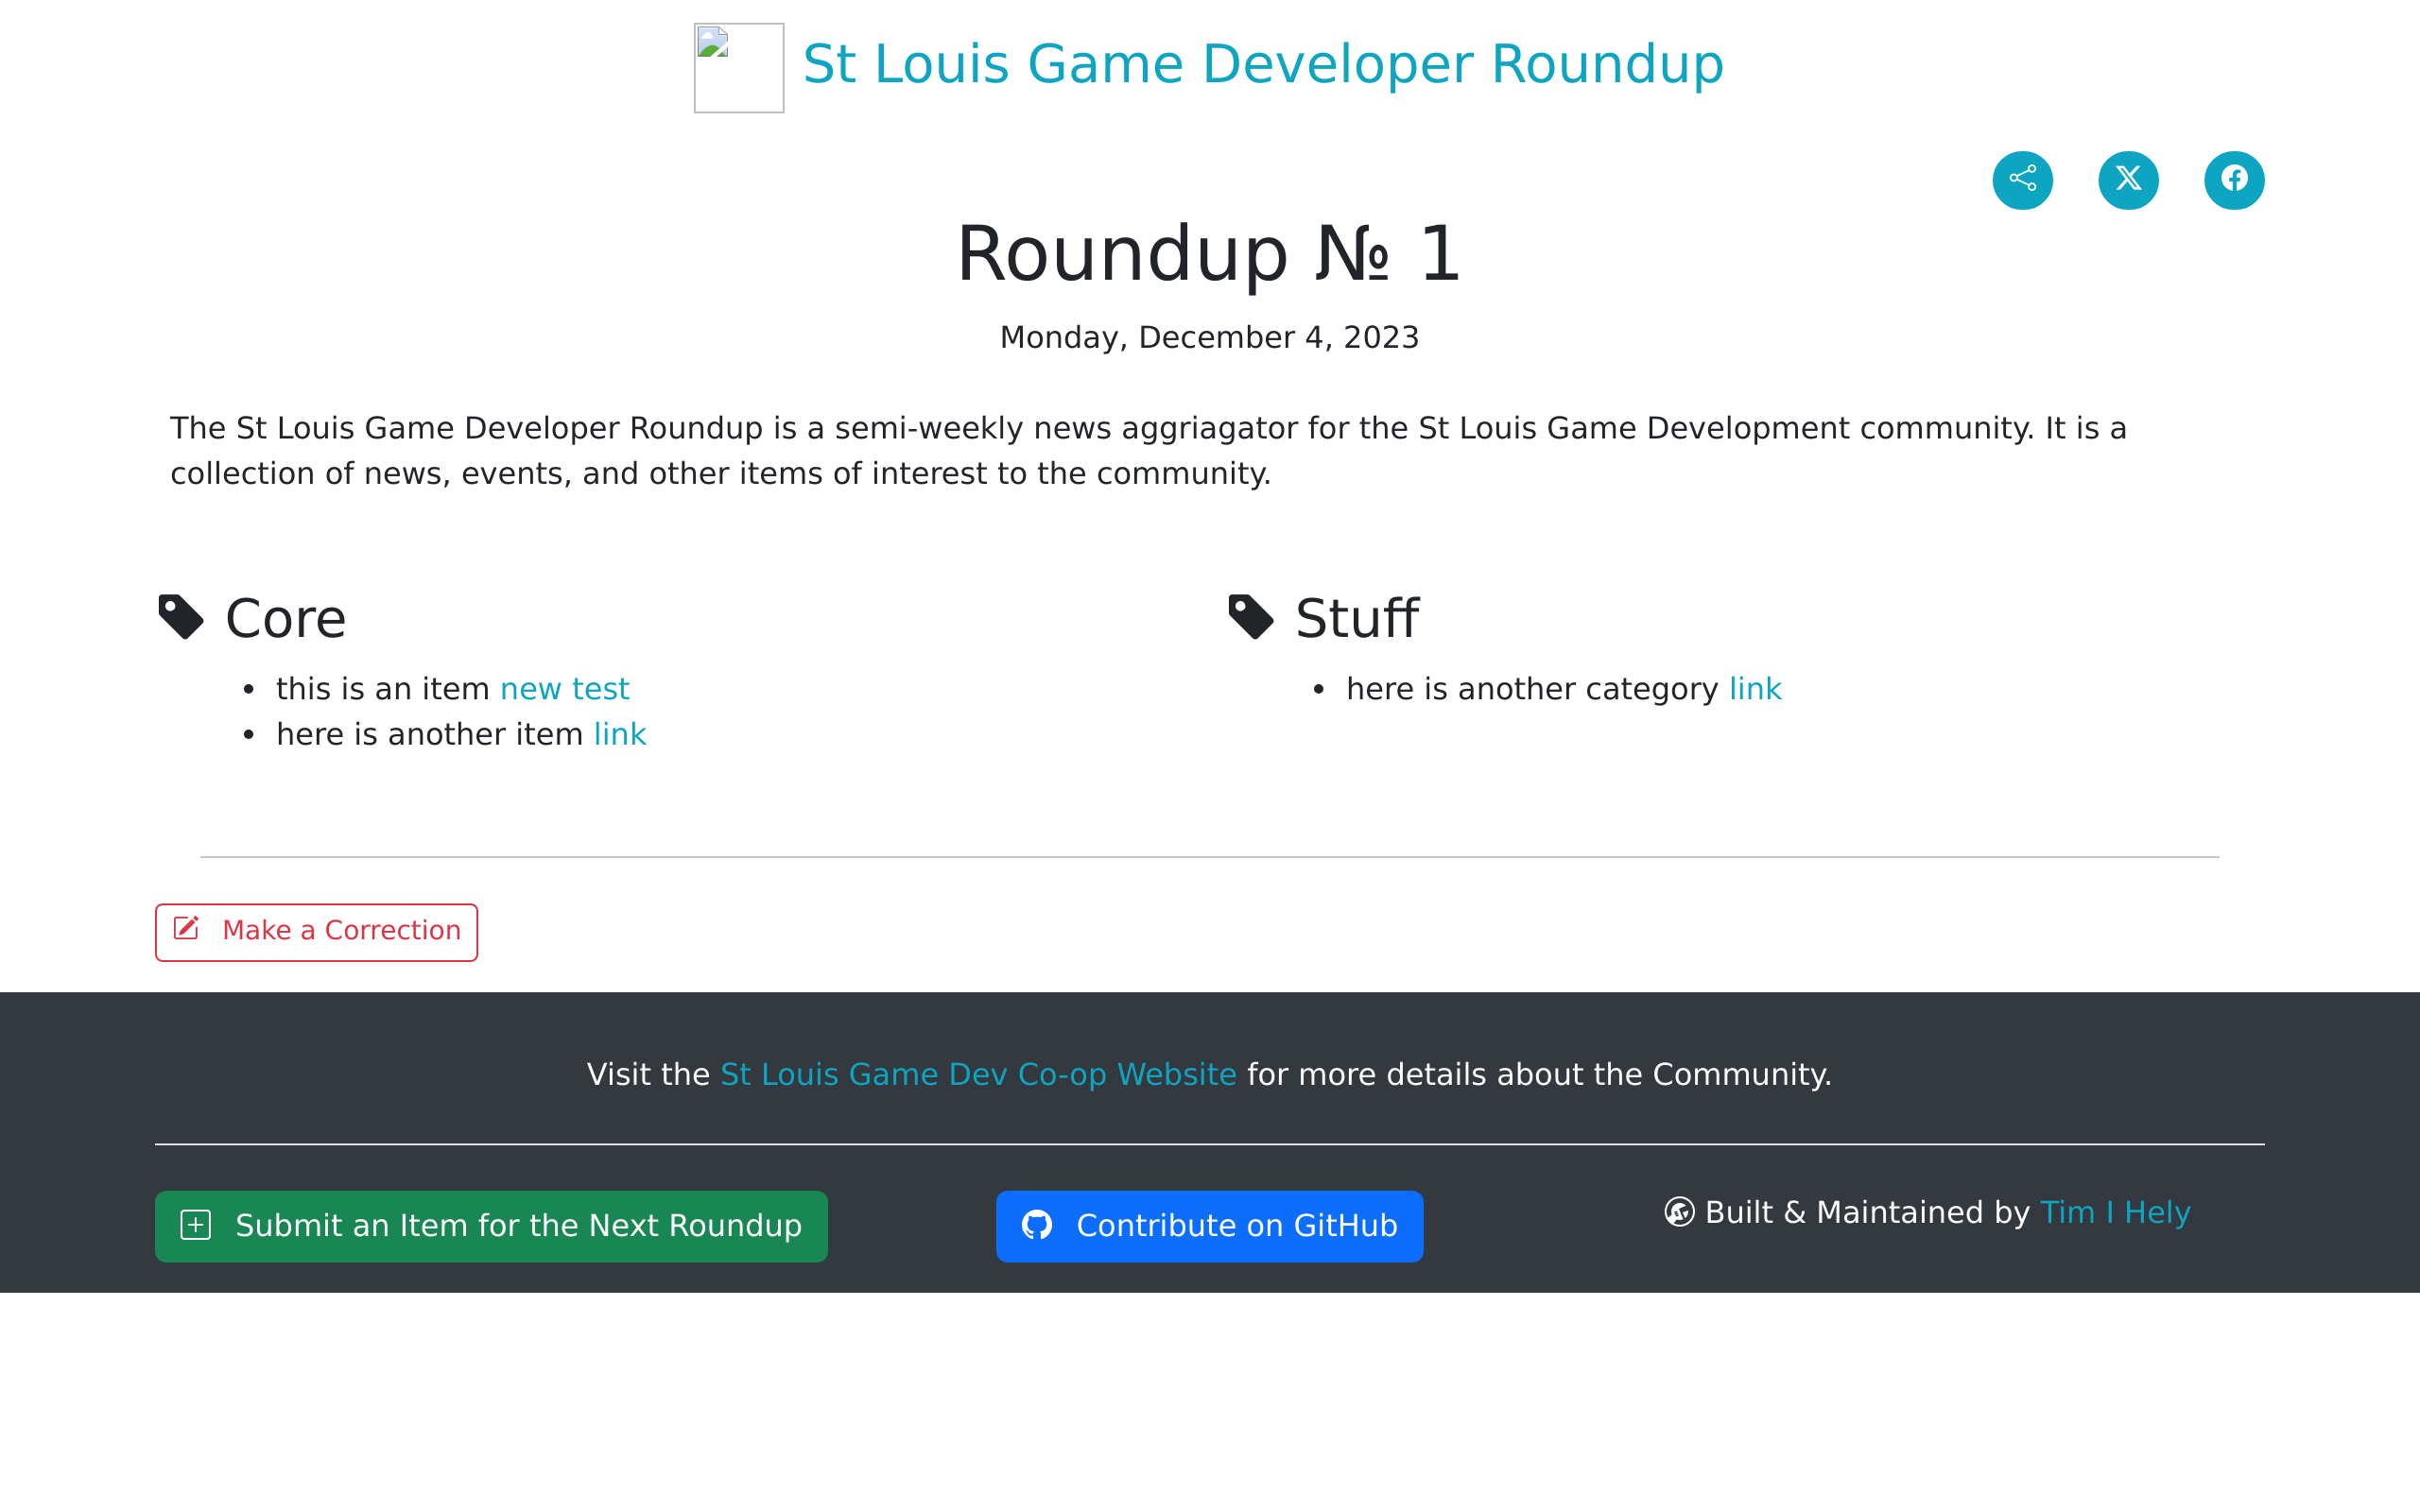 St Louis Game Developer Roundup
Roundup № 1
Monday, December 4, 2023
The St Louis Game Developer Roundup is a semi-weekly news aggriagator for the St Louis Game Development community. It is a
collection of news, events, and other items of interest to the community.
Core
this is an item new test
here is another item link
Stuff
here is another category link
Make a Correction
Visit the St Louis Game Dev Co-op Website for more details about the Community.
Submit an Item for the Next Roundup
Contribute on GitHub
Built & Maintained by Tim I Hely